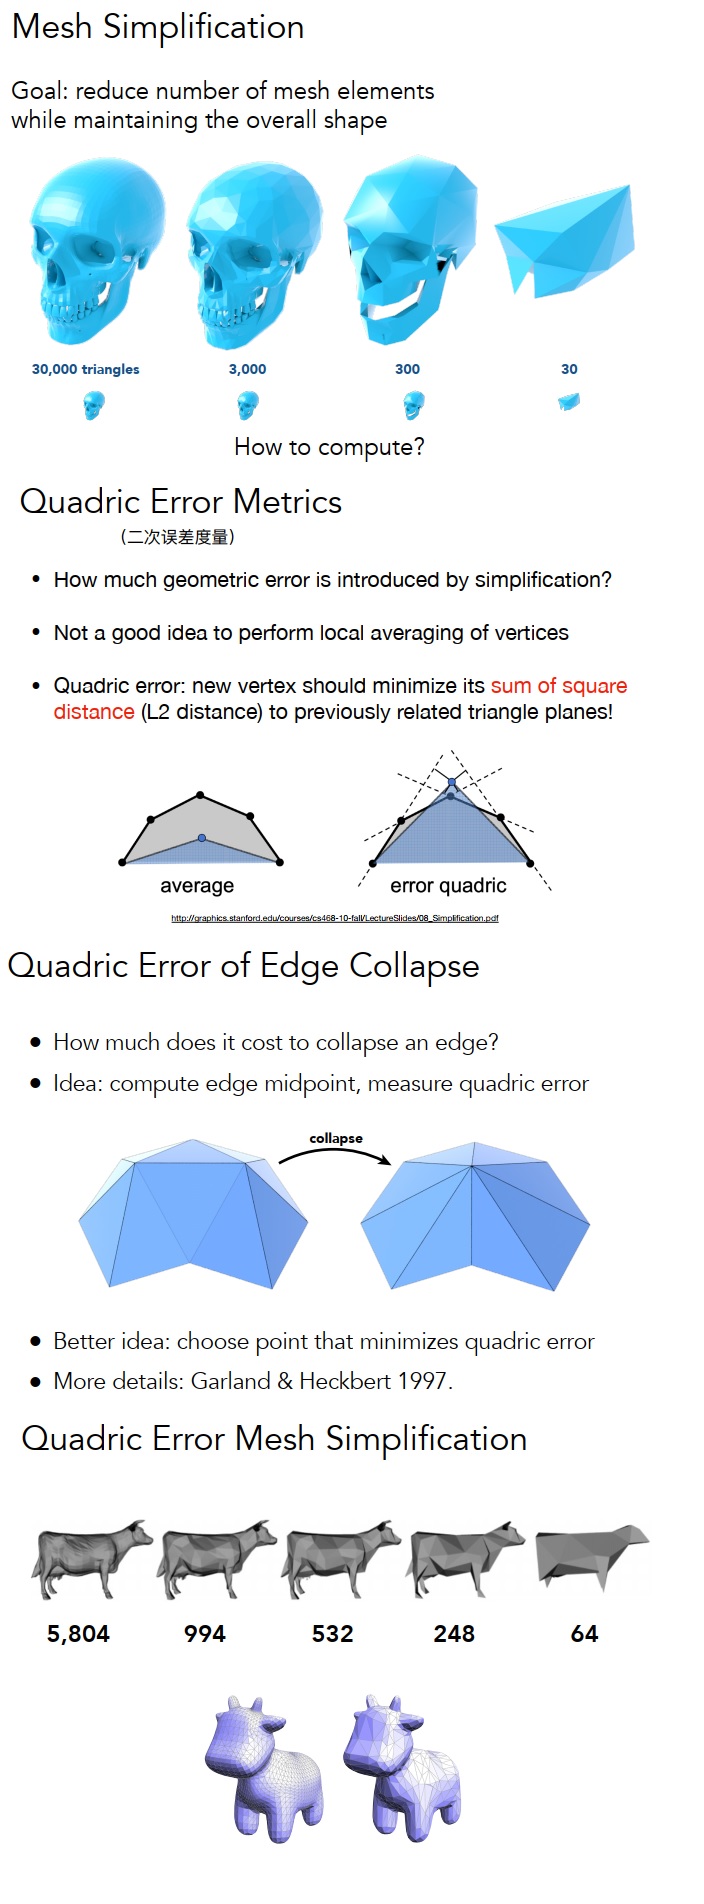 Mesh Simplification
Goal: reduce number of mesh elements
while maintaining the overall shape
30,000 triangles
3,000
300
30
How to compute?
Quadric Error Metrics
(二次误差度量)
• How much geometric error is introduced by simplification?
• Not a good idea to perform local averaging of vertices
• Quadric error: new vertex should minimize its sum of square
distance (L2 distance) to previously related triangle planes!
average
error quadric
http://graphics.stanford.edu/courses/cs468-10-fall/LectureSlides/08_Simplification.pdf
Quadric Error of Edge Collapse
● How much does it cost to collapse an edge?
● Idea: compute edge midpoint, measure quadric error
collapse
● Better idea: choose point that minimizes quadric error
● More details: Garland & Heckbert 1997.
Quadric Error Mesh Simplification
5,804
994
532
248
64